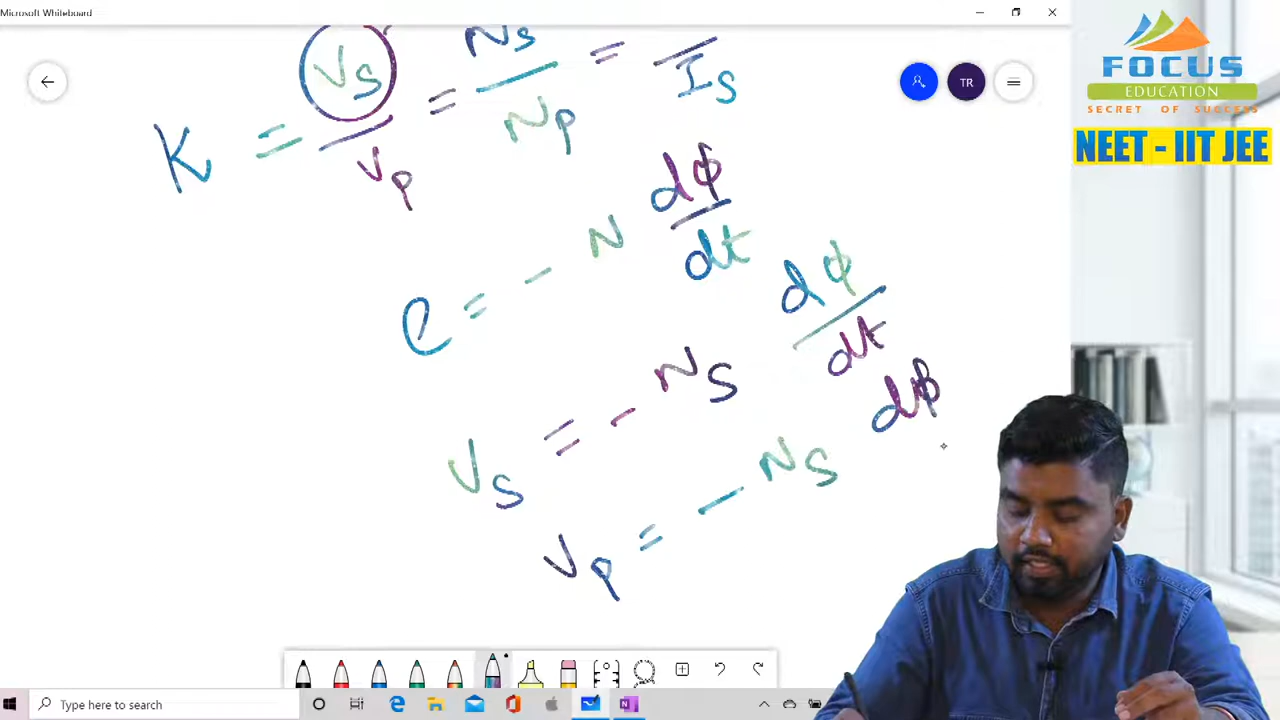 Microsoft Whiteboard
K = Vs / Vp = Ns / Np = / Is
e = - N dϕ / dt
Vs = - Ns dϕ / dt
Vp = - Ns dϕ
TR
FOCUS
EDUCATION
SECRET OF SUCCESS
NEET - IIT JEE
Type here to search